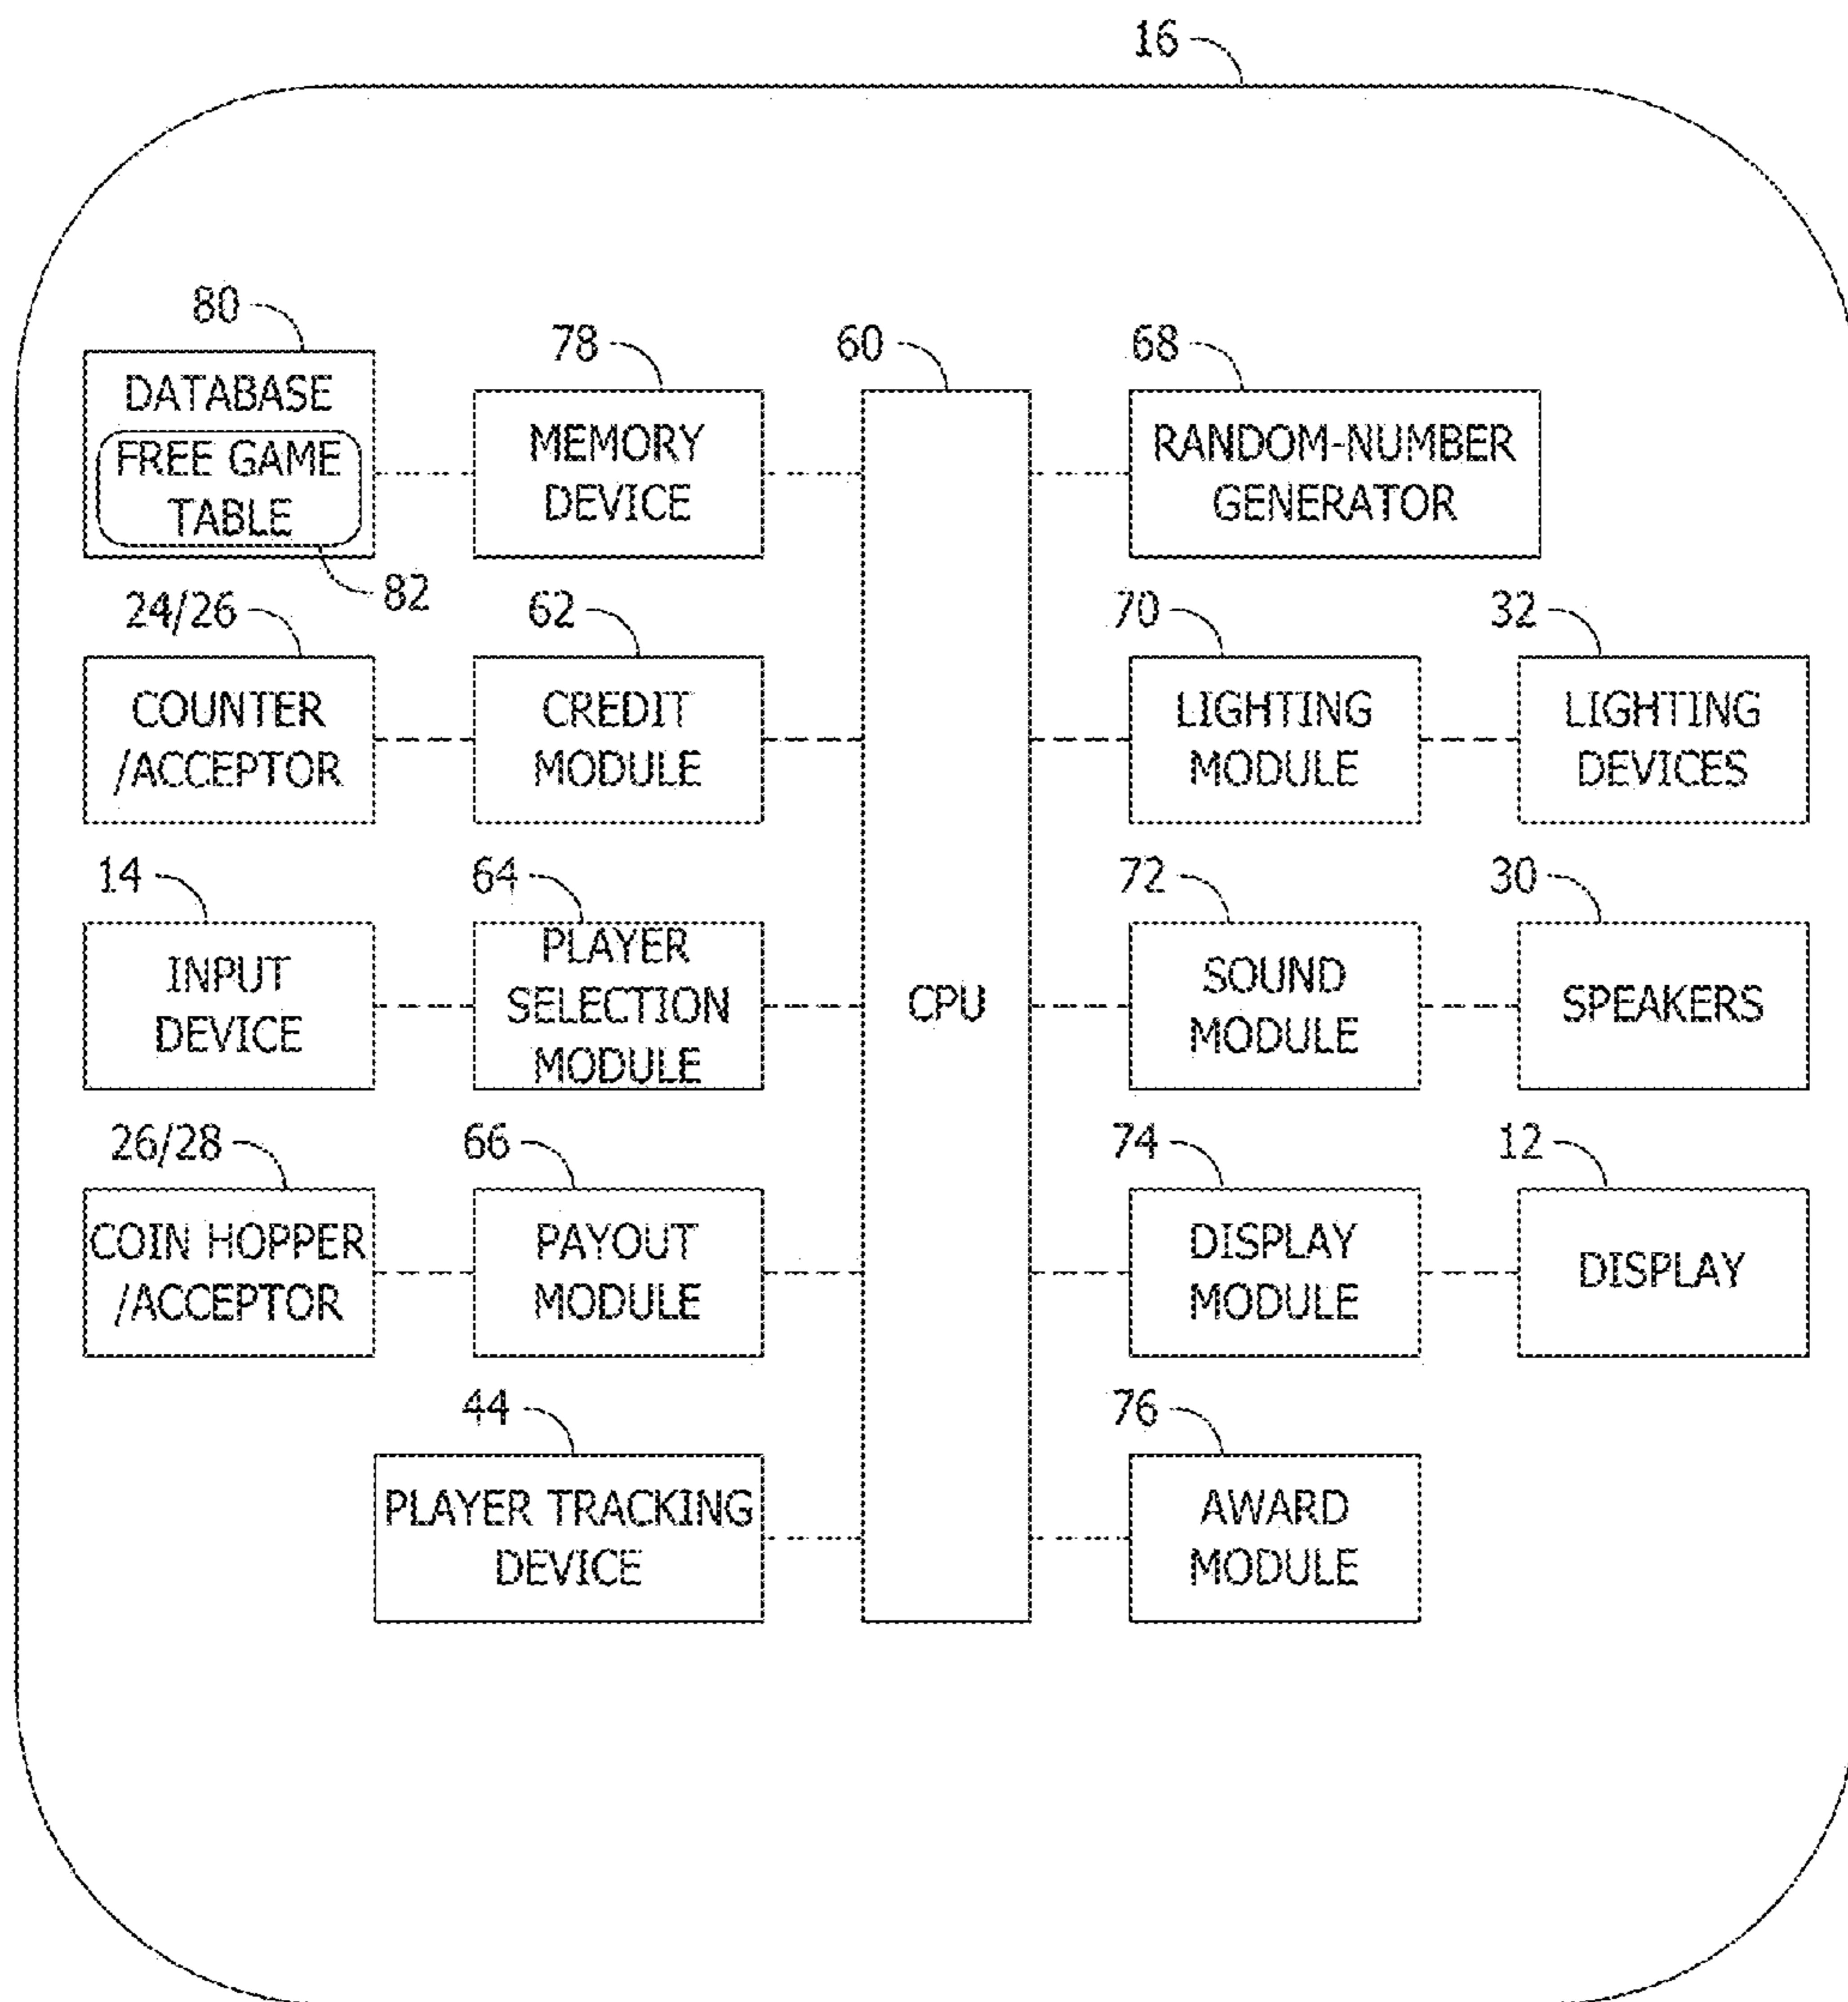 16
80
DATABASE
FREE GAME
TABLE
82
78
MEMORY
DEVICE
60
CPU
68
RANDOM-NUMBER
GENERATOR
24/26
COUNTER
/ACCEPTOR
62
CREDIT
MODULE
70
LIGHTING
MODULE
32
LIGHTING
DEVICES
14
INPUT
DEVICE
64
PLAYER
SELECTION
MODULE
72
SOUND
MODULE
30
SPEAKERS
26/28
COIN HOPPER
/ACCEPTOR
66
PAYOUT
MODULE
74
DISPLAY
MODULE
12
DISPLAY
44
PLAYER TRACKING
DEVICE
76
AWARD
MODULE